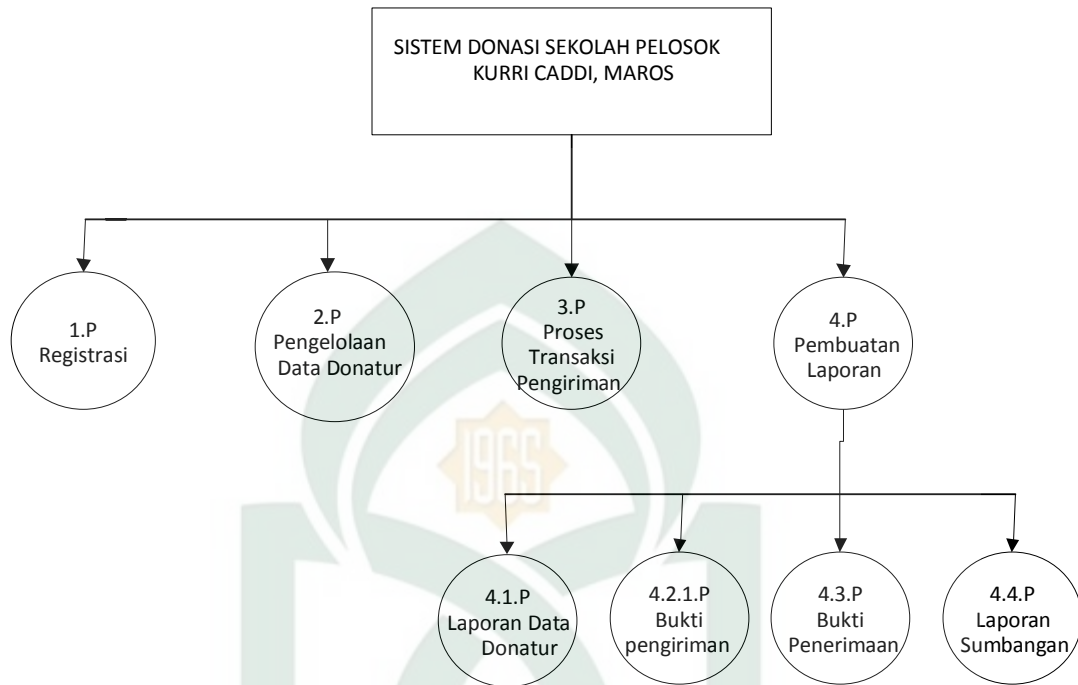 SISTEM DONASI SEKOLAH PELOSOK
KURRI CADDI, MAROS
1.P
Registrasi
2.P
Pengelolaan
Data Donatur
3.P
Proses
Transaksi
Pengiriman
4.P
Pembuatan
Laporan
1965
4.1.P
Laporan Data
Donatur
4.2.1.P
Bukti
pengiriman
4.3.P
Bukti
Penerimaan
4.4.P
Laporan
Sumbangan